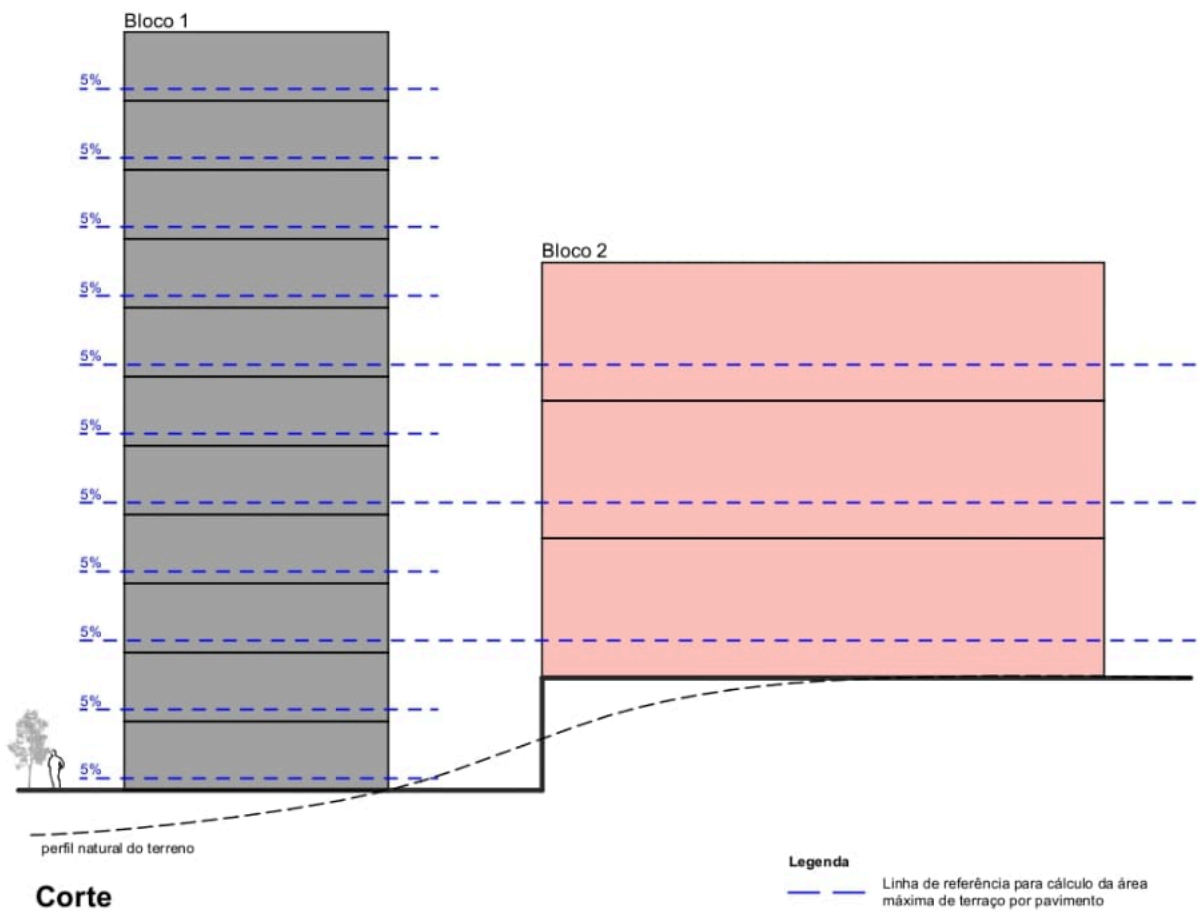 Bloco 1
5%
5%
5%
5%
Bloco 2
5%
5%
5%
5%
5%
5%
5%
perfil natural do terreno
Corte
Legenda
Linha de referência para cálculo da área
máxima de terraço por pavimento